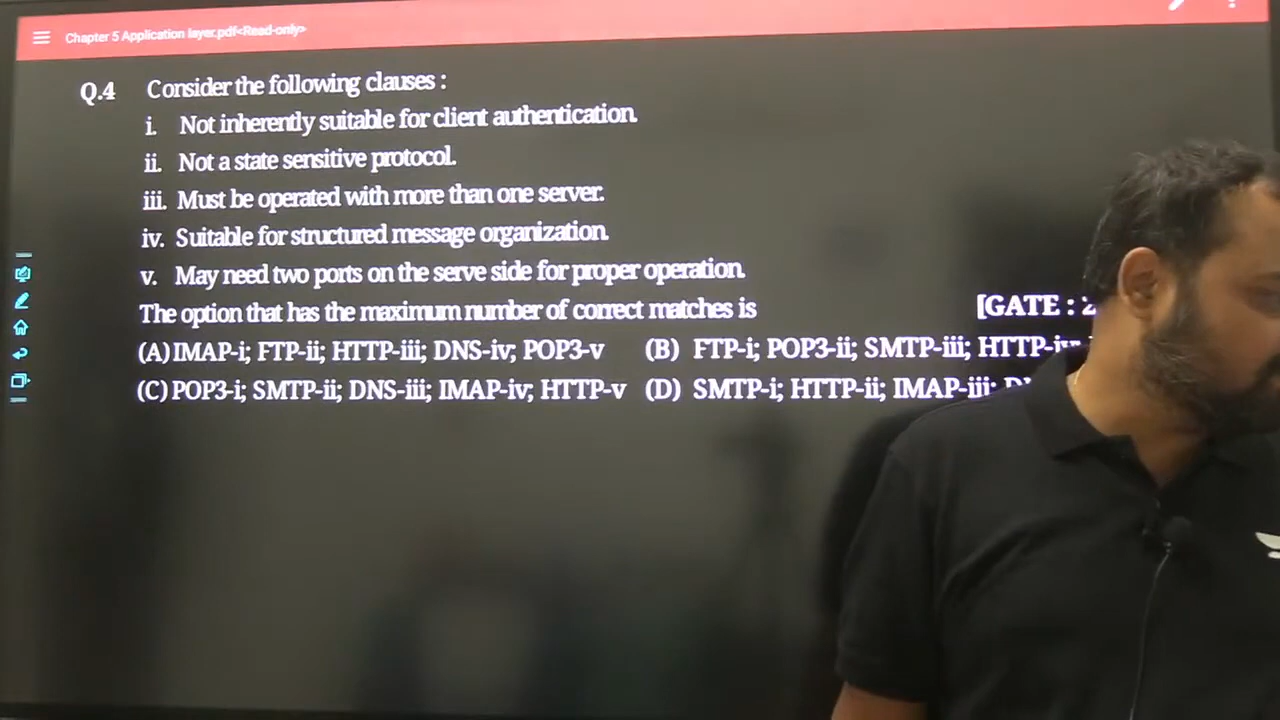 Chapter 5 Application layer.pdf<Read-only>
Q.4 Consider the following clauses :
i. Not inherently suitable for client authentication.
ii. Not a state sensitive protocol.
iii. Must be operated with more than one server.
iv. Suitable for structured message organization.
v. May need two ports on the serve side for proper operation.
The option that has the maximum number of correct matches is [GATE :
(A) IMAP-i; FTP-ii; HTTP-iii; DNS-iv; POP3-v (B) FTP-i; POP3-ii; SMTP-iii; HTTP-iv
(C) POP3-i; SMTP-ii; DNS-iii; IMAP-iv; HTTP-v (D) SMTP-i; HTTP-ii; IMAP-iii;